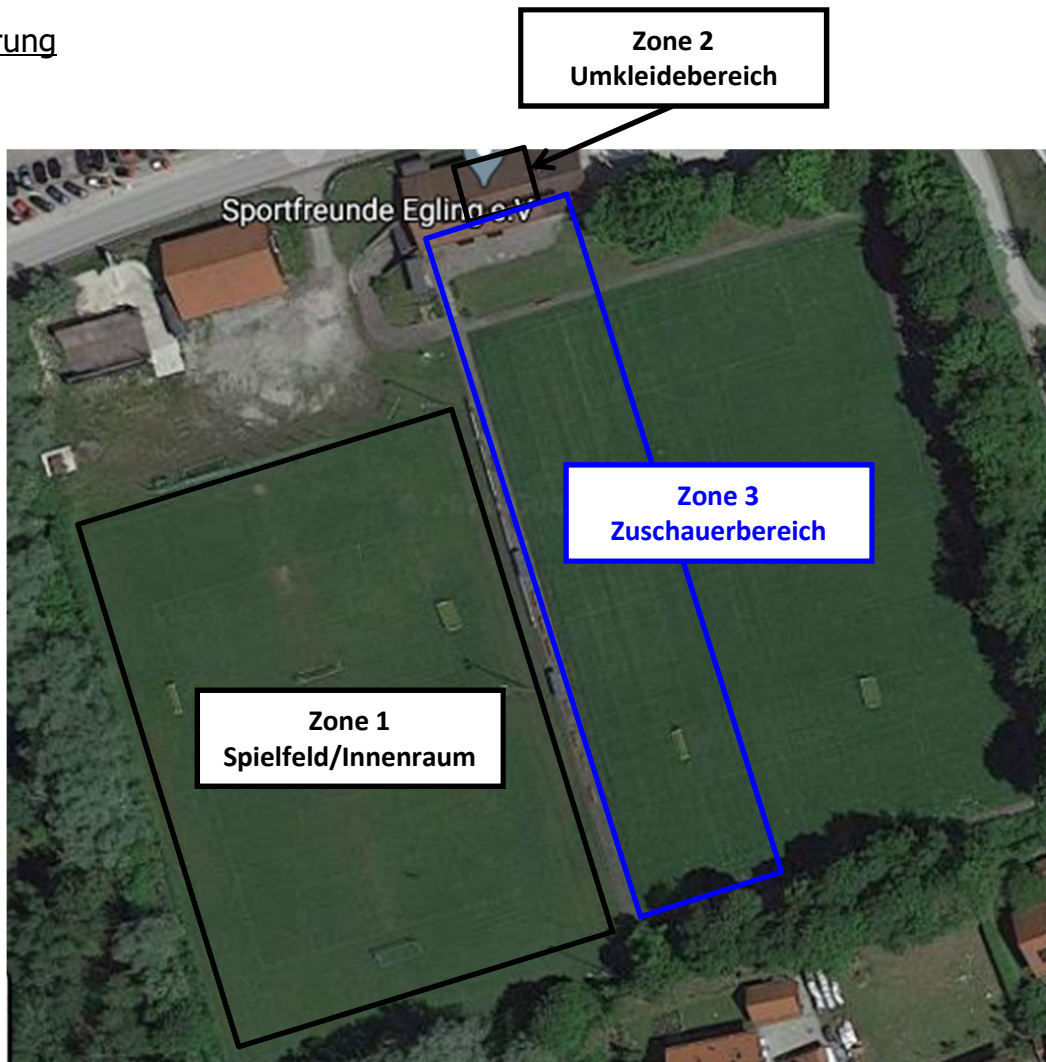 rung
Zone 2
Umkleidebereich
Sportfreunde Egling e.V
Zone 3
Zuschauerbereich
Zone 1
Spielfeld/Innenraum